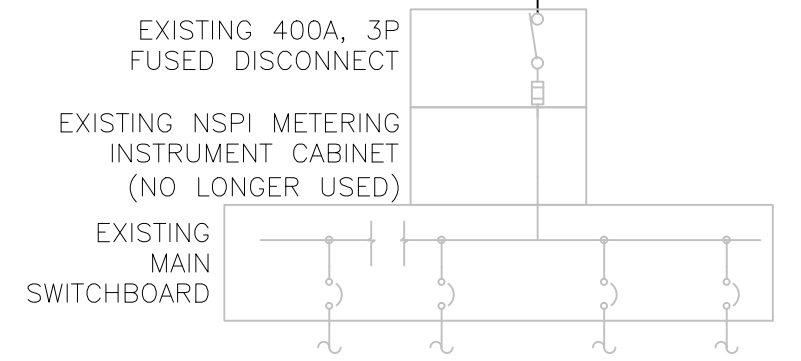 EXISTING 400A, 3P
FUSED DISCONNECT
EXISTING NSPI METERING
INSTRUMENT CABINET
(NO LONGER USED)
EXISTING
MAIN
SWITCHBOARD